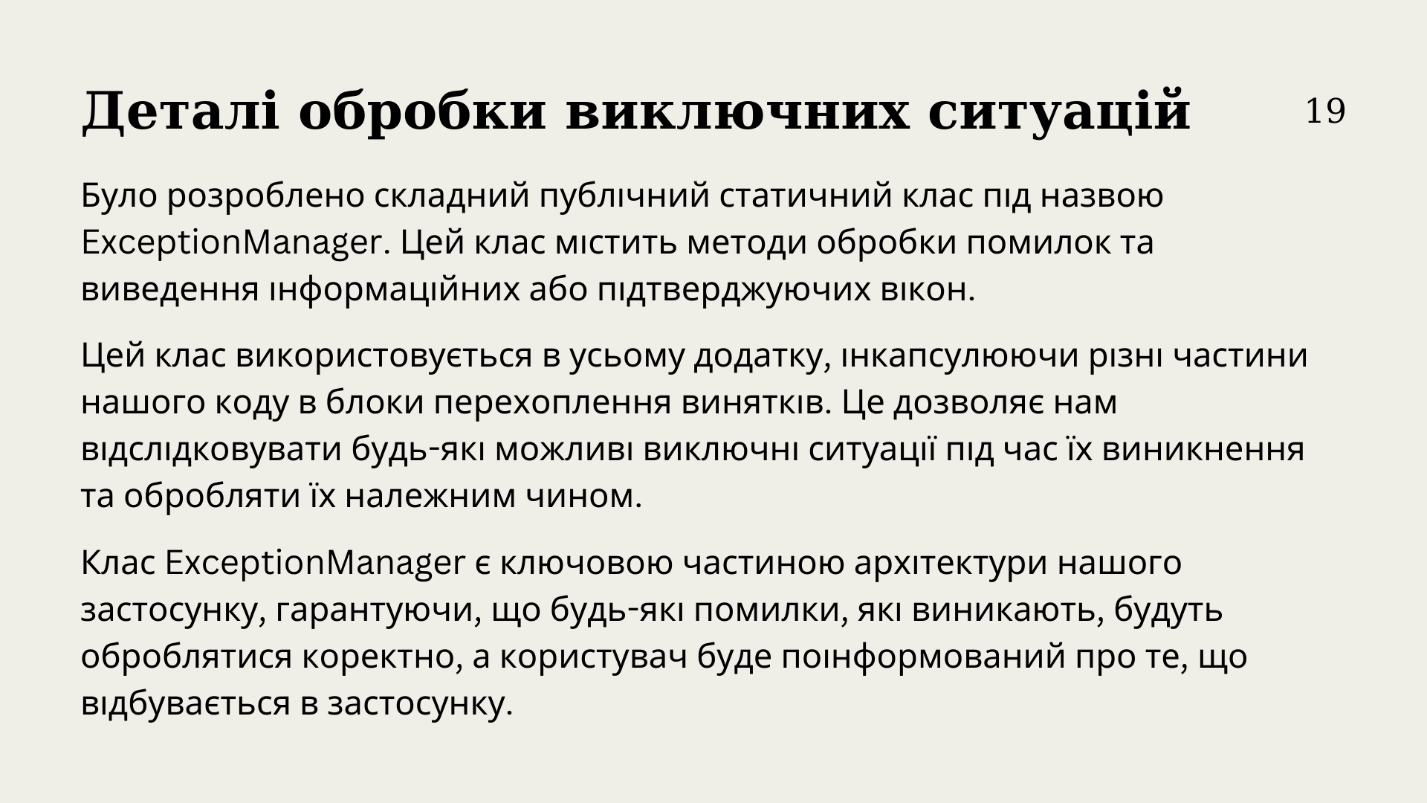 Деталі обробки виключних ситуацій
19
Було розроблено складний публічний статичний клас під назвою
ExceptionManager. Цей клас містить методи обробки помилок та
виведення інформаційних або підтверджуючих вікон.
Цей клас використовується в усьому додатку, інкапсулюючи різні частини
нашого коду в блоки перехоплення винятків. Це дозволяє нам
відслідковувати будь-які можливі виключні ситуації під час їх виникнення
та обробляти їх належним чином.
Клас ExceptionManager є ключовою частиною архітектури нашого
застосунку, гарантуючи, що будь-які помилки, які виникають, будуть
оброблятися коректно, а користувач буде поінформований про те, що
відбувається в застосунку.